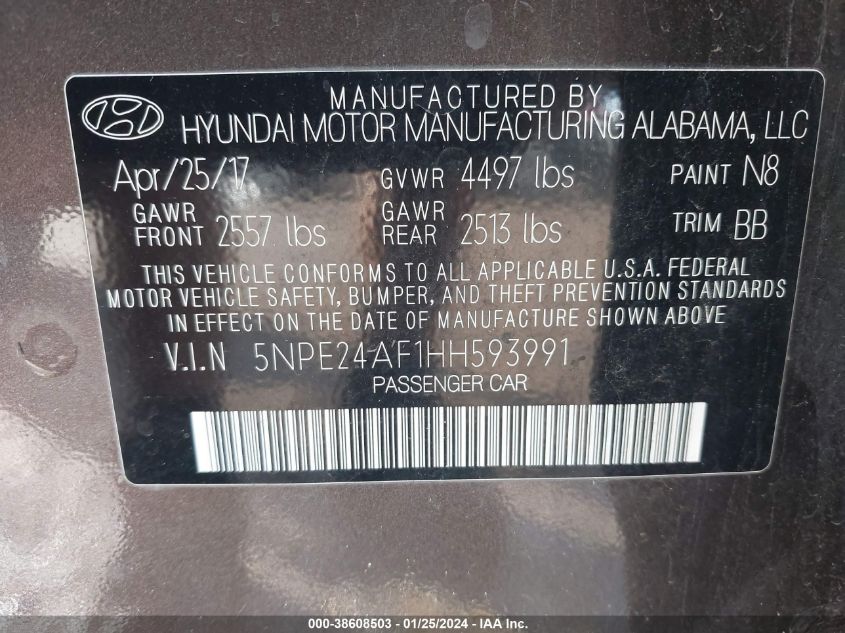 MANUFACTURED BY
HYUNDAI MOTOR MANUFACTURING ALABAMA, LLC
Apr/25/17 GVWR 4497 lbs PAINT N8
GAWR FRONT 2557 lbs GAWR REAR 2513 lbs TRIM BB
THIS VEHICLE CONFORMS TO ALL APPLICABLE U.S.A. FEDERAL
MOTOR VEHICLE SAFETY, BUMPER, AND THEFT PREVENTION STANDARDS
IN EFFECT ON THE DATE OF MANUFACTURE SHOWN ABOVE
V.I.N 5NPE24AF1HH593991
PASSENGER CAR
000-38608503 - 01/25/2024 - IAA Inc.